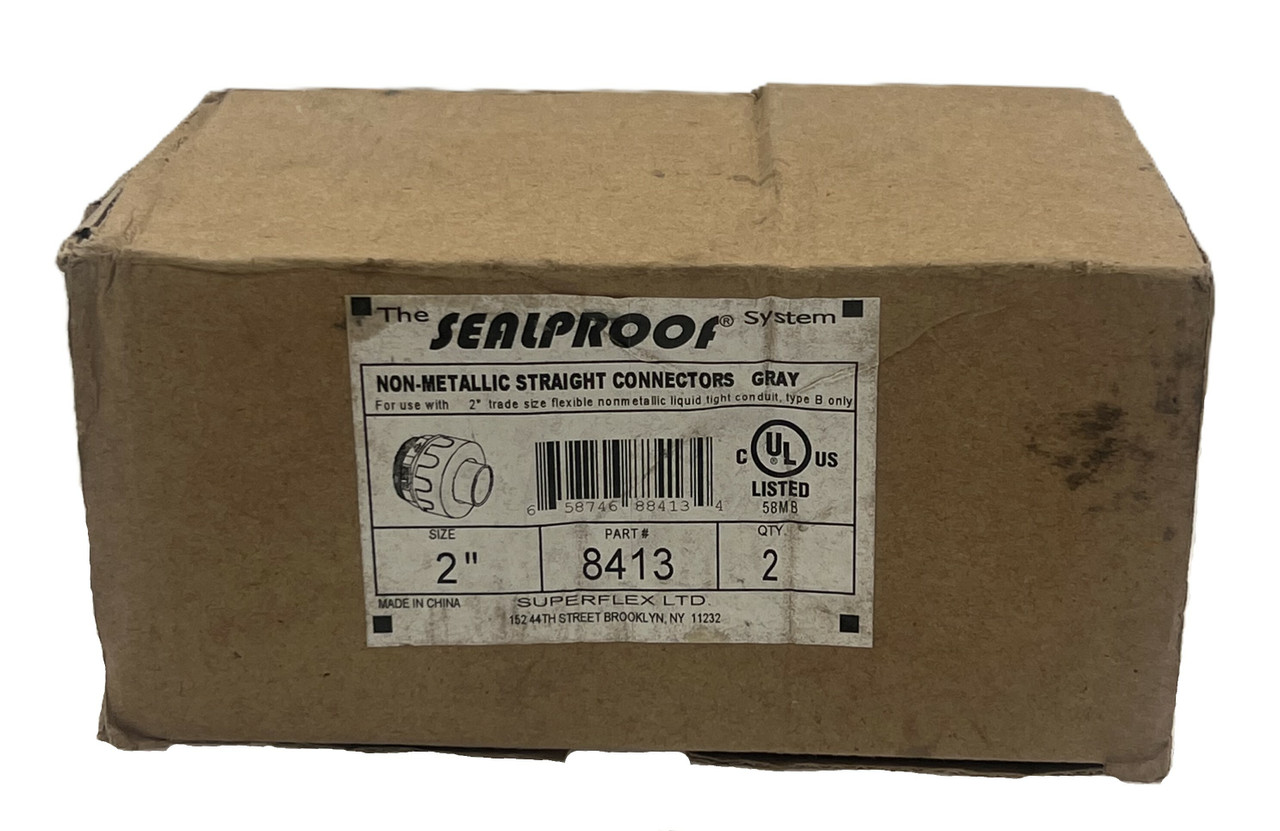 The SEALPROOF® System
NON-METALLIC STRAIGHT CONNECTORS GRAY
For use with 2" trade size flexible nonmetallic liquid tight conduit, type B only
6 58746 88413 4
C UL® US
LISTED
58MB
SIZE PART # QTY
2" 8413 2
MADE IN CHINA SUPERFLEX LTD.
152 44TH STREET BROOKLYN, NY 11232